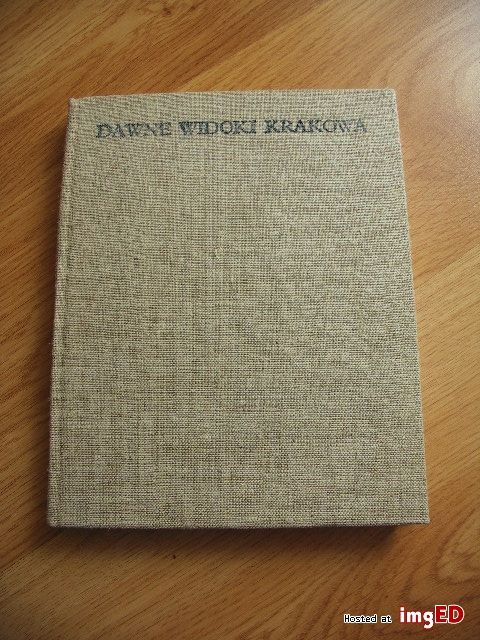 DAWNE WIDOKI KRAKOWA
Hosted at imgED